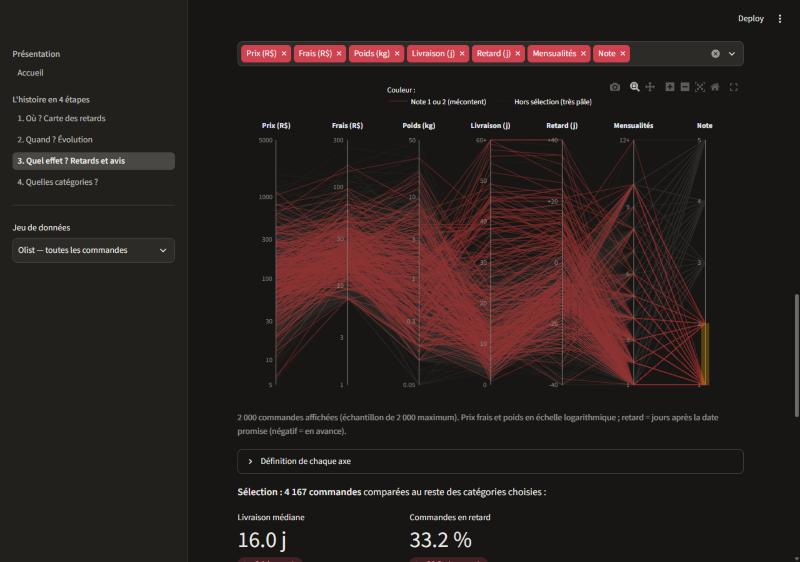 Deploy
Prix (R$) × Frais (R$) × Poids (kg) × Livraison (j) × Retard (j) × Mensualités × Note ×
Présentation
Accueil
L'histoire en 4 étapes
1. Où ? Carte des retards
2. Quand ? Évolution
3. Quel effet ? Retards et avis
4. Quelles catégories ?
Jeu de données
Olist — toutes les commandes
Couleur :
Note 1 ou 2 (mécontent) Hors sélection (très pâle)
Prix (R$) Frais (R$) Poids (kg) Livraison (j) Retard (j) Mensualités Note
5000 300 50 60+ +40 12+ 5
1000 100 10 50 +20 9 4
300 30 40 0 3
100 10 1 30 -20
30 3 0.3 20
10 10
5 1 0.05 0 -40 1
2 000 commandes affichées (échantillon de 2 000 maximum). Prix frais et poids en échelle logarithmique ; retard = jours après la date
promise (négatif = en avance).
Définition de chaque axe
Sélection : 4 167 commandes comparées au reste des catégories choisies :
Livraison médiane Commandes en retard
16.0 j 33.2 %